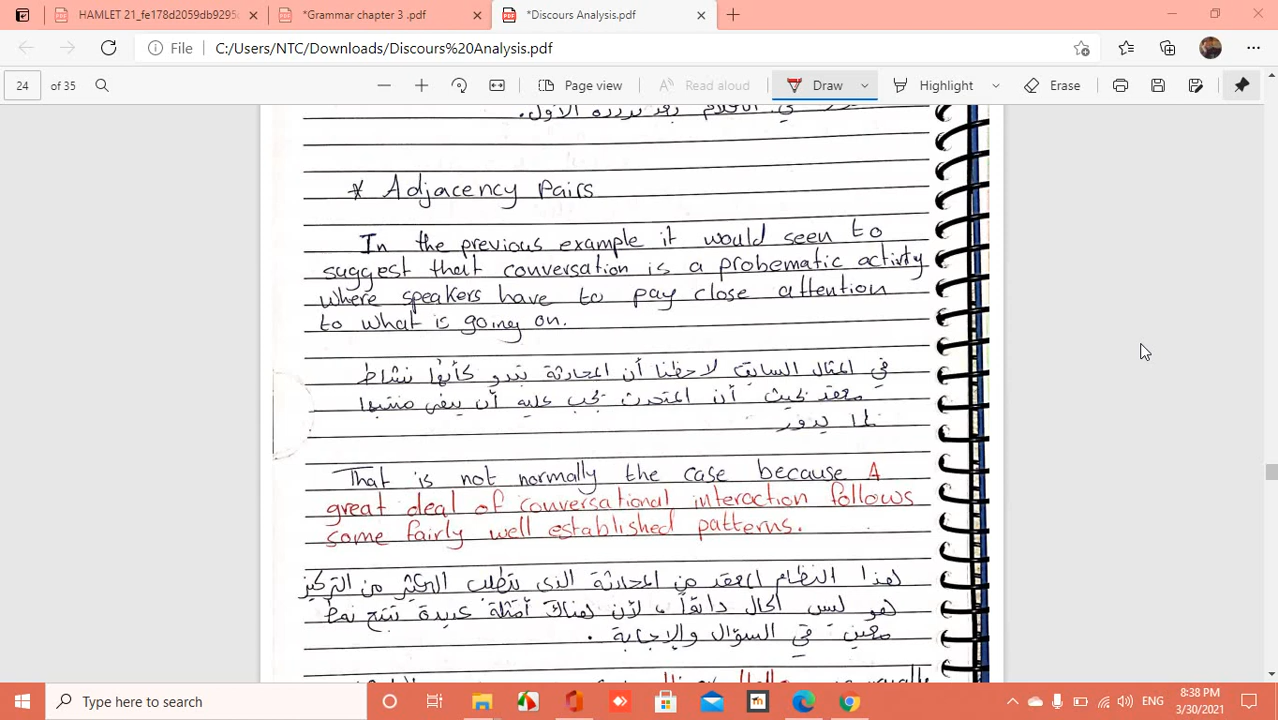 HAMLET 21_fe178d2059db9295
*Grammar chapter 3 .pdf
*Discours Analysis.pdf
File
C:/Users/NTC/Downloads/Discours%20Analysis.pdf
24 of 35
Page view
Read aloud
Draw
Highlight
Erase
* Adjacency Pairs
In the previous example it would seen to
suggest that conversation is a probematic activity
where speakers have to pay close attention
to what is going on.
في المثال السابق لاحظنا أن المحادثة تبدو كأنها نشاط
معقد بحيث أن المتحدث يجب عليه أن يبقى منتبها
لما يدور
That is not normally the case because A
great deal of conversational interaction follows
some fairly well established patterns.
هذا النظام المعقد من المحادثة الذي يتطلب الكثير من التركيز
هو ليس الحال دائقاً، لأن هناك أمثلة عديدة تتبع نمط
معين في السؤال والإجابة .
Type here to search
ENG
8:38 PM
3/30/2021